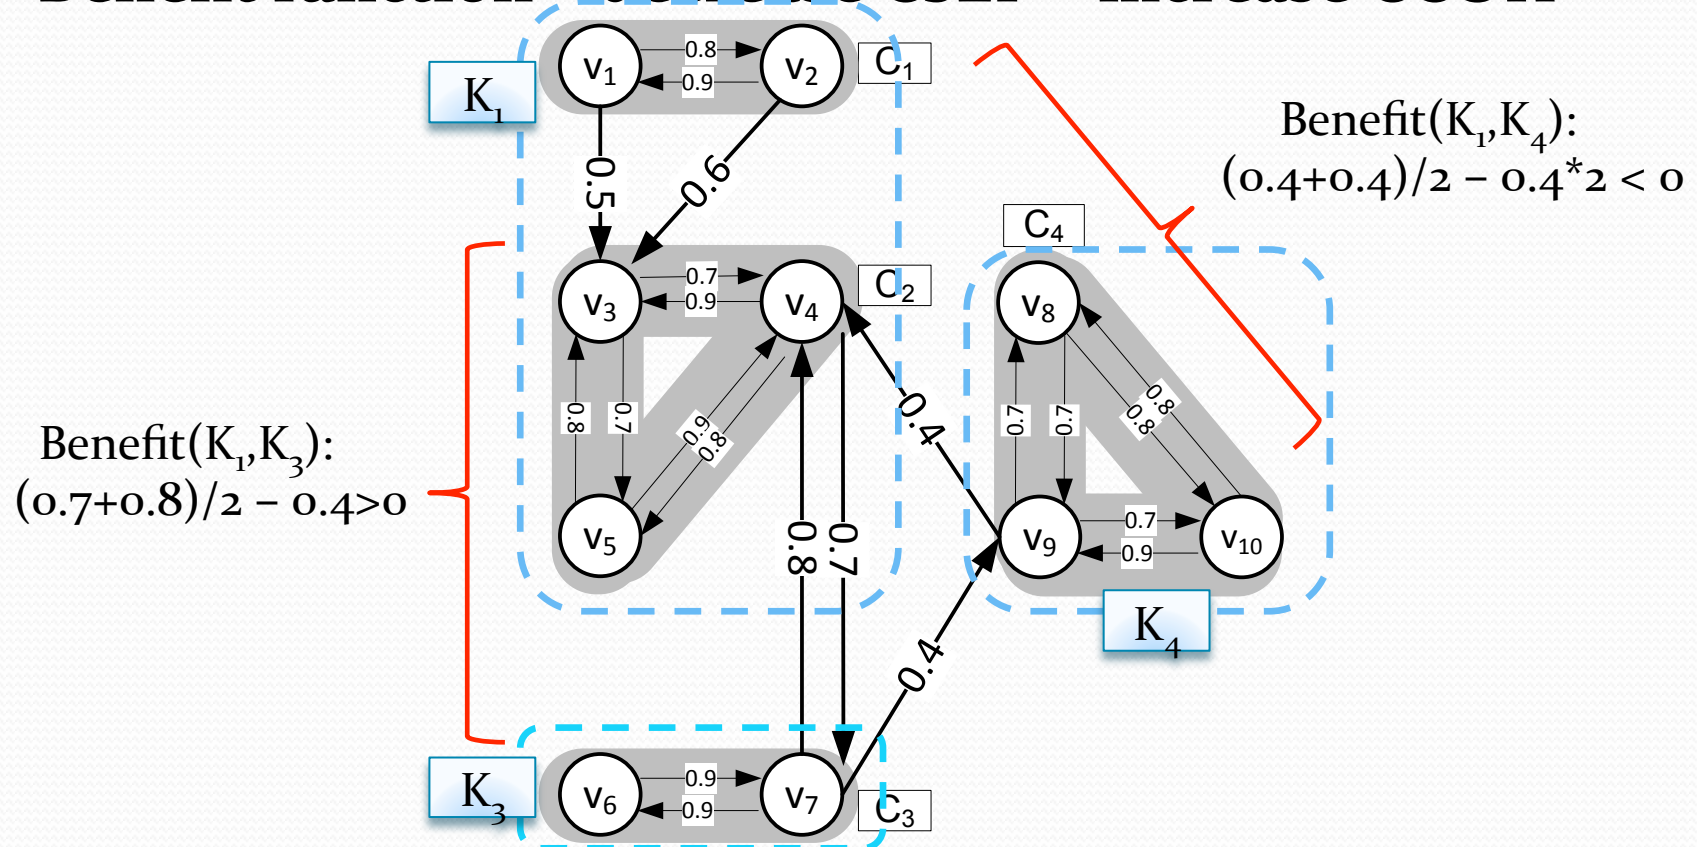 v1
0.8
0.9
v2
C1
K1
Benefit(K1,K4):
(0.4+0.4)/2 – 0.4*2 < 0
0.5
0.6
C4
v3
0.7
0.9
v4
C2
v8
0.8
0.7
0.9
0.8
0.4
0.7
0.7
0.8
0.8
Benefit(K1,K3):
(0.7+0.8)/2 – 0.4>0
v5
0.8
0.7
v9
0.7
0.9
v10
K4
0.4
K3
v6
0.9
0.9
v7
C3